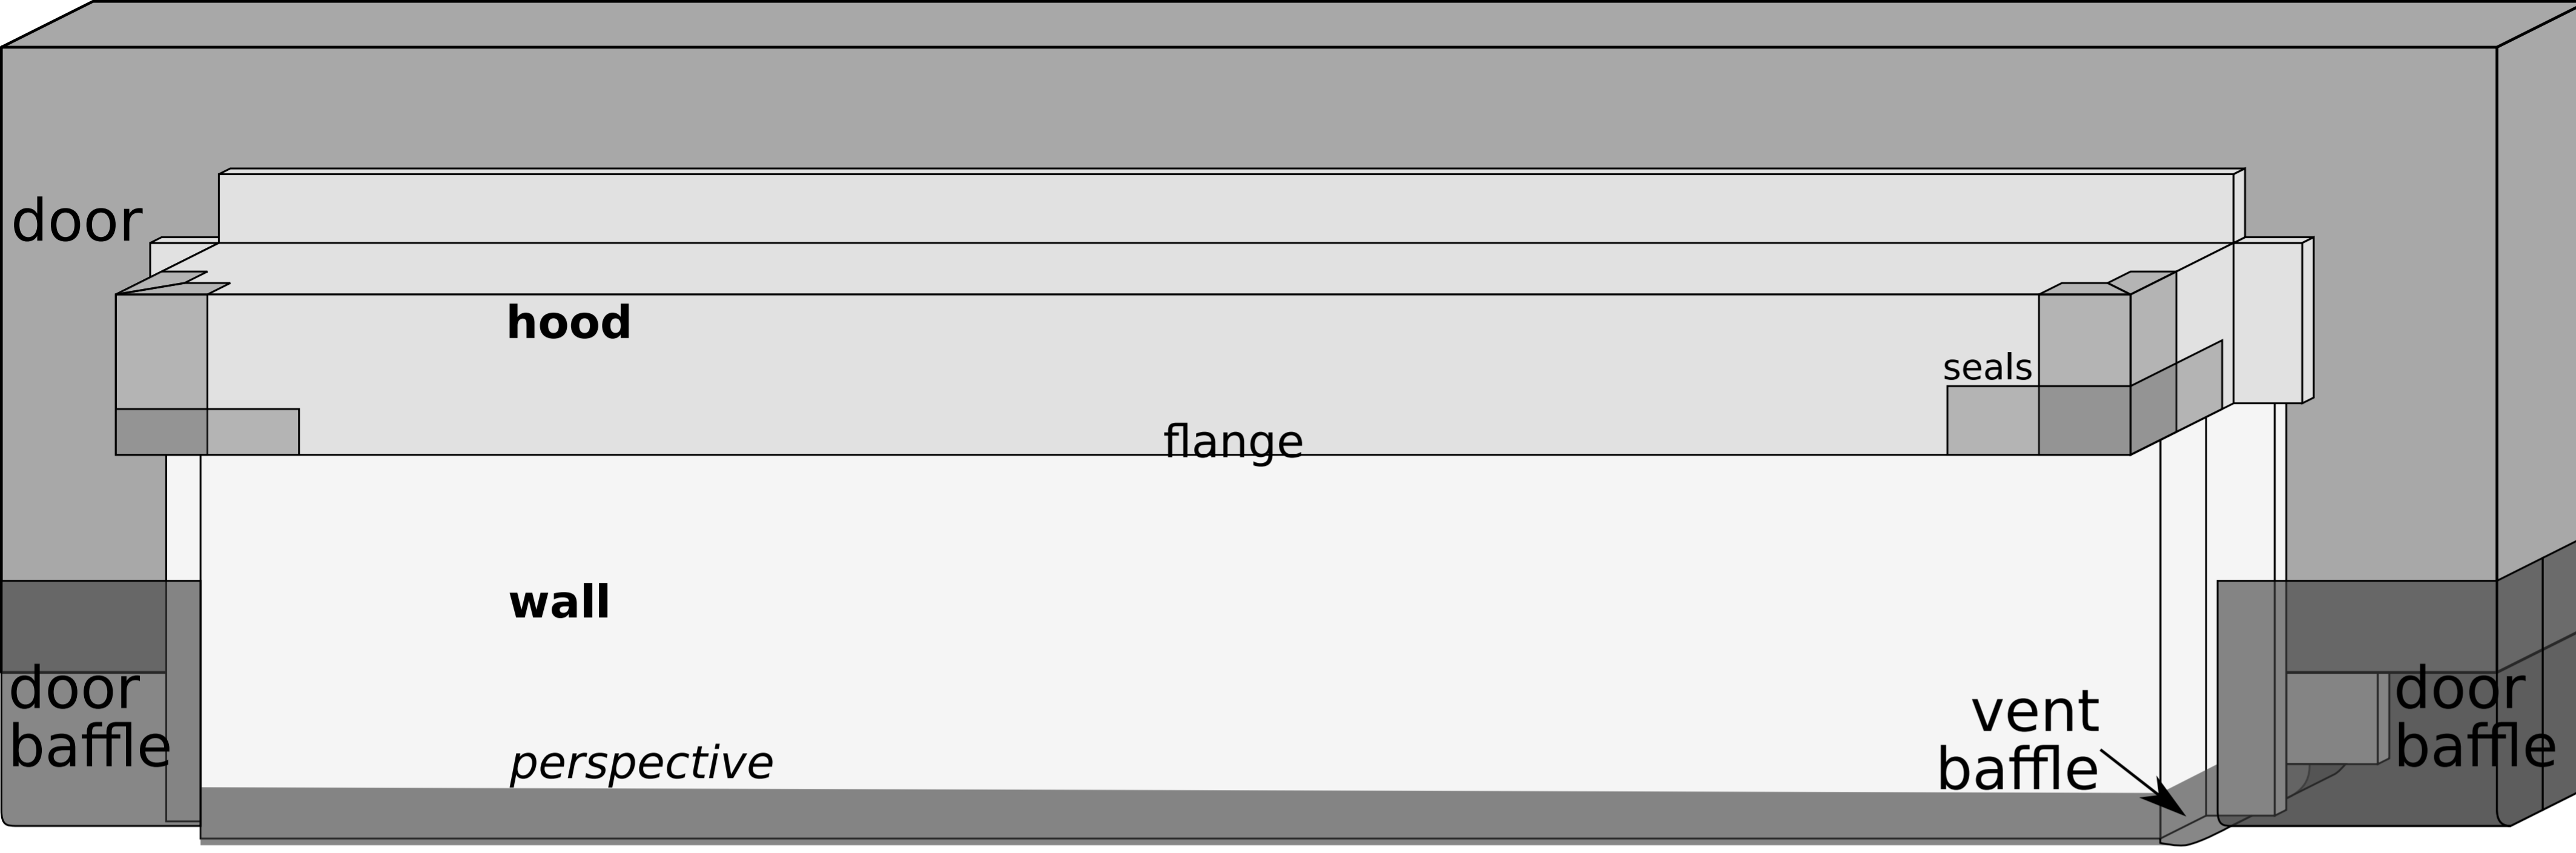 door
hood
seals
flange
wall
door
baffle
vent
baffle
door
baffle
perspective